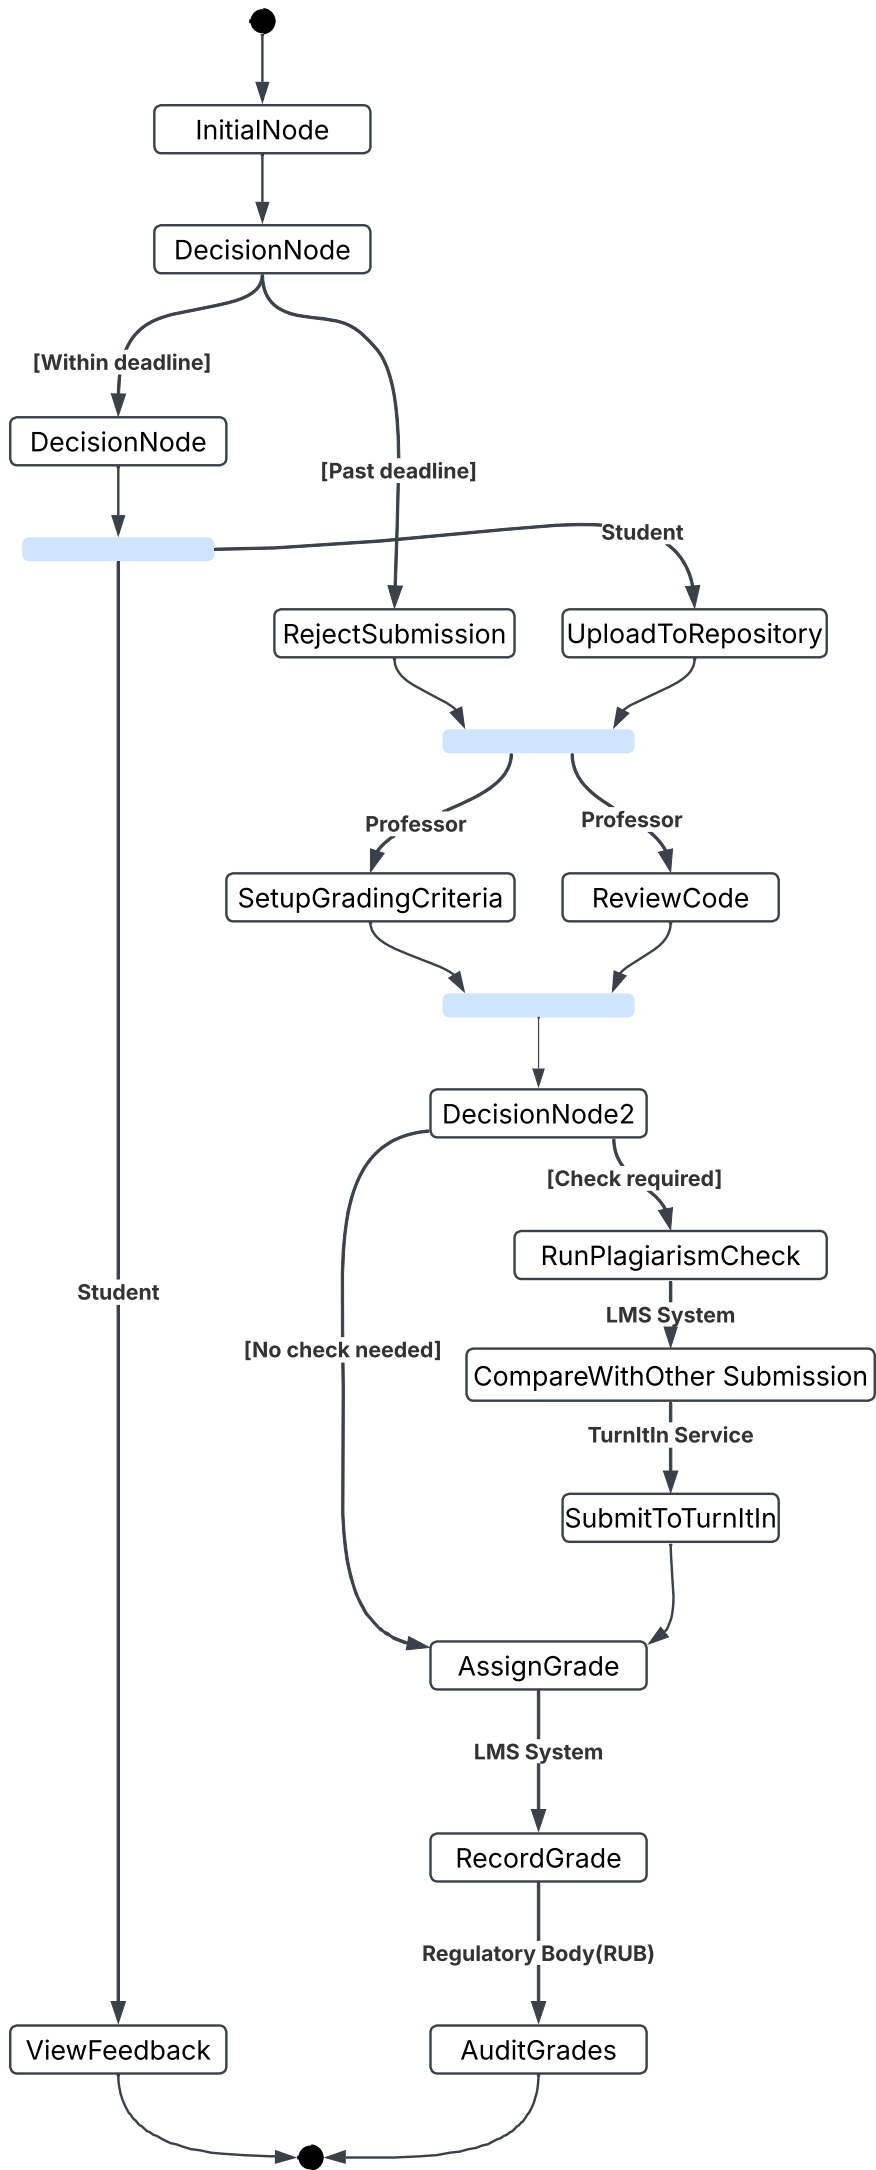 InitialNode
DecisionNode
[Within deadline]
DecisionNode
[Past deadline]
Student
RejectSubmission
UploadToRepository
Professor
Professor
SetupGradingCriteria
ReviewCode
DecisionNode2
[Check required]
RunPlagiarismCheck
Student
LMS System
[No check needed]
CompareWithOther Submission
TurnItIn Service
SubmitToTurnItIn
AssignGrade
LMS System
RecordGrade
Regulatory Body(RUB)
ViewFeedback
AuditGrades